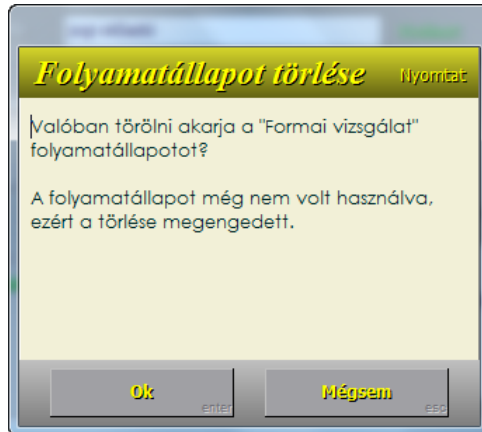 Folyamatállapot törlése Nyomtat
Valóban törölni akarja a "Formai vizsgálat"
folyamatállapotot?
A folyamatállapot még nem volt használva,
ezért a törlése megengedett.
Ok enter Mégsem esc